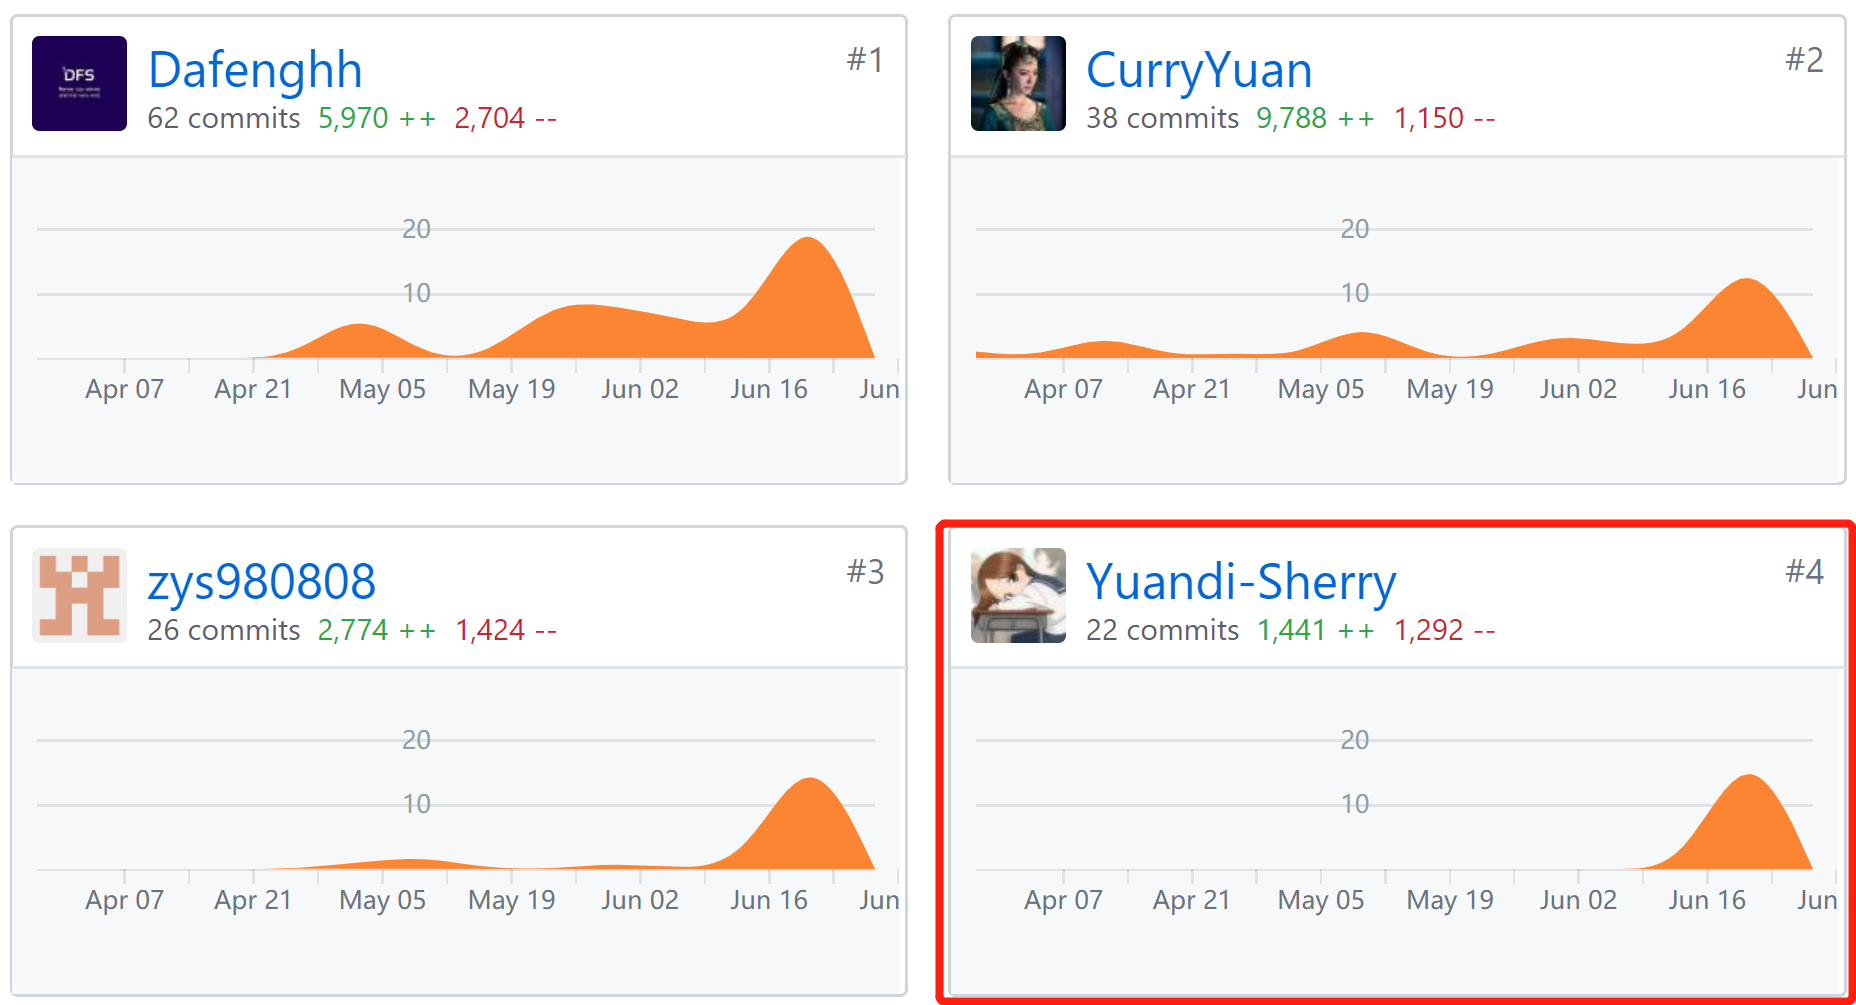 DFS
Dafenghh
#1
62 commits 5,970 ++ 2,704 --
20
10
Apr 07 Apr 21 May 05 May 19 Jun 02 Jun 16 Jun
CurryYuan
#2
38 commits 9,788 ++ 1,150 --
20
10
Apr 07 Apr 21 May 05 May 19 Jun 02 Jun 16 Jun
zys980808
#3
26 commits 2,774 ++ 1,424 --
20
10
Apr 07 Apr 21 May 05 May 19 Jun 02 Jun 16 Jun
Yuandi-Sherry
#4
22 commits 1,441 ++ 1,292 --
20
10
Apr 07 Apr 21 May 05 May 19 Jun 02 Jun 16 Jun